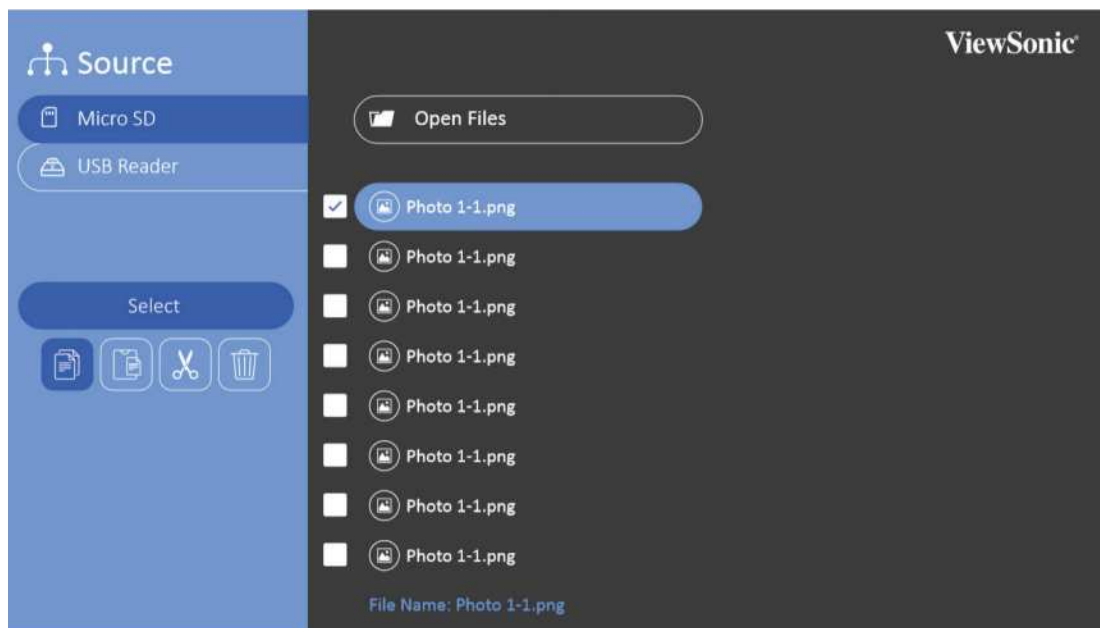 Source
Micro SD
USB Reader
Select
ViewSonic
Open Files
Photo 1-1.png
Photo 1-1.png
Photo 1-1.png
Photo 1-1.png
Photo 1-1.png
Photo 1-1.png
Photo 1-1.png
Photo 1-1.png
File Name: Photo 1-1.png